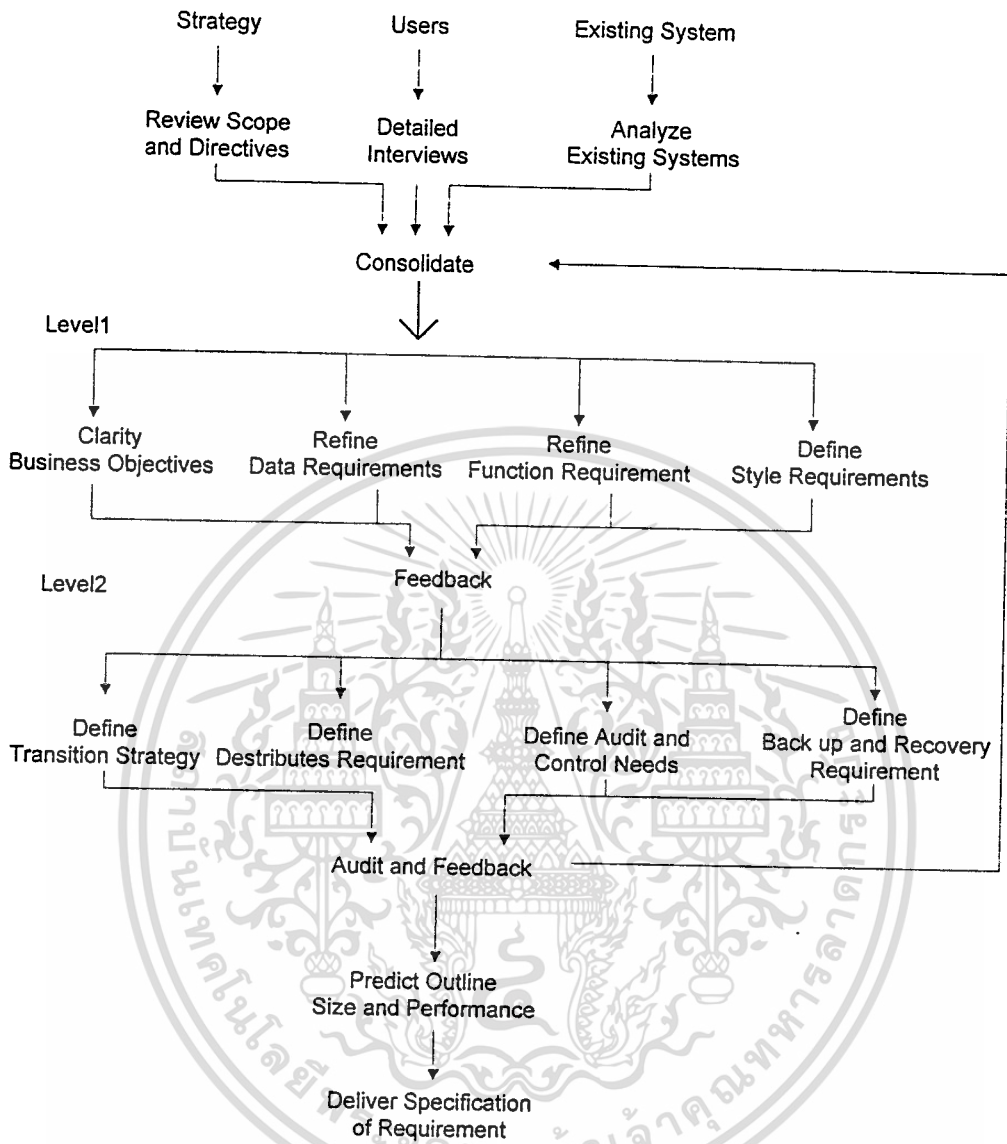 Strategy
Users
Existing System
Review Scope
and Directives
Detailed
Interviews
Analyze
Existing Systems
Consolidate
Level1
Clarity
Business Objectives
Refine
Data Requirements
Refine
Function Requirement
Define
Style Requirements
Feedback
Level2
Define
Transition Strategy
Define
Destributes Requirement
Define Audit and
Control Needs
Define
Back up and Recovery
Requirement
Audit and Feedback
Predict Outline
Size and Performance
Deliver Specification
of Requirement